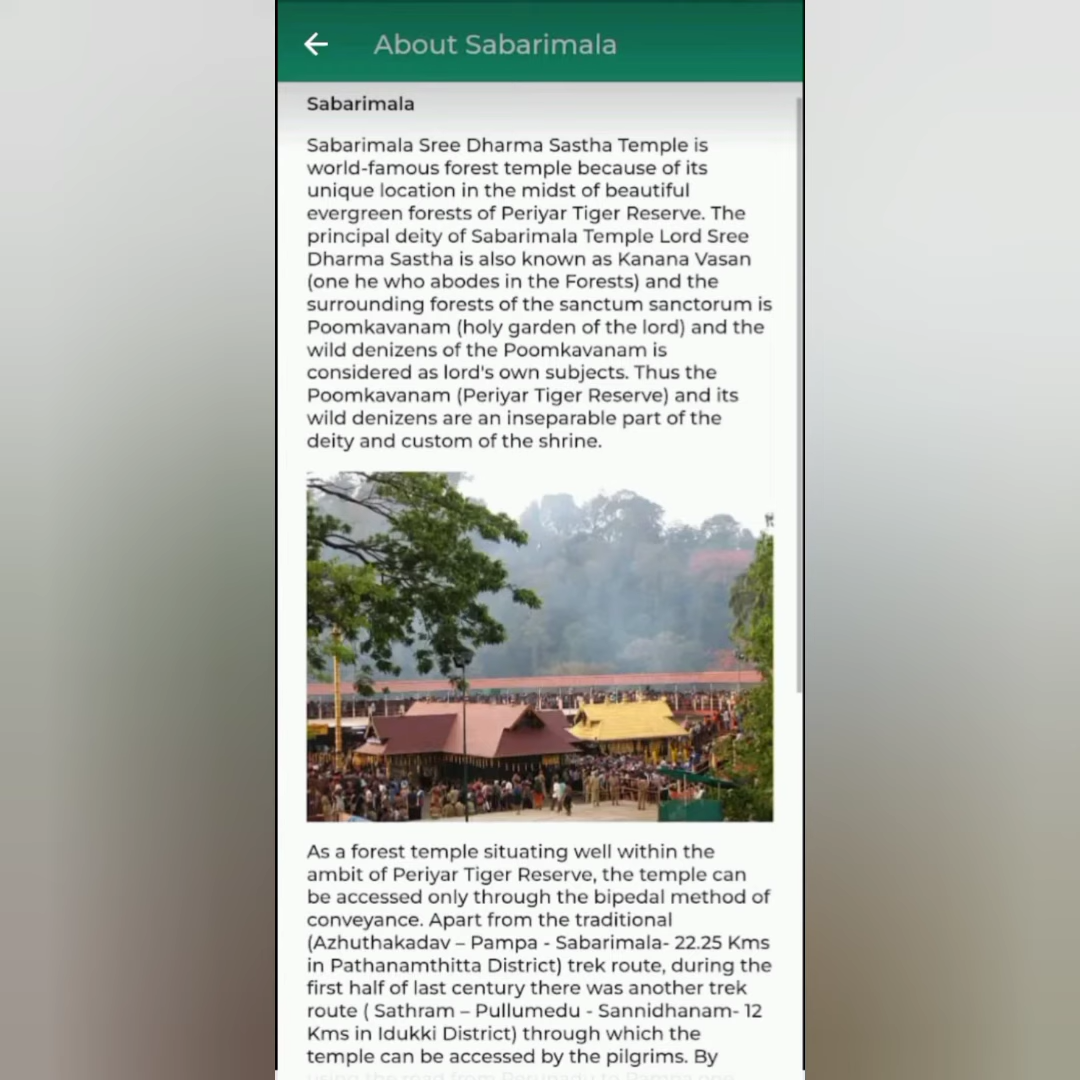 About Sabarimala
Sabarimala
Sabarimala Sree Dharma Sastha Temple is
world-famous forest temple because of its
unique location in the midst of beautiful
evergreen forests of Periyar Tiger Reserve. The
principal deity of Sabarimala Temple Lord Sree
Dharma Sastha is also known as Kanana Vasan
(one he who abodes in the Forests) and the
surrounding forests of the sanctum sanctorum is
Poomkavanam (holy garden of the lord) and the
wild denizens of the Poomkavanam is
considered as lord's own subjects. Thus the
Poomkavanam (Periyar Tiger Reserve) and its
wild denizens are an inseparable part of the
deity and custom of the shrine.
As a forest temple situating well within the
ambit of Periyar Tiger Reserve, the temple can
be accessed only through the bipedal method of
conveyance. Apart from the traditional
(Azhuthakadav – Pampa - Sabarimala- 22.25 Kms
in Pathanamthitta District) trek route, during the
first half of last century there was another trek
route ( Sathram – Pullumedu - Sannidhanam- 12
Kms in Idukki District) through which the
temple can be accessed by the pilgrims. By
using the road from Perunadu to Pampa one